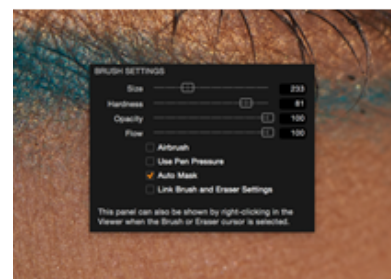 BRUSH SETTINGS
Size 233
Hardness 81
Opacity 100
Flow 100
Airbrush
Use Pen Pressure
Auto Mask
Link Brush and Eraser Settings
This panel can also be shown by right-clicking in the
Viewer when the Brush or Eraser cursor is selected.